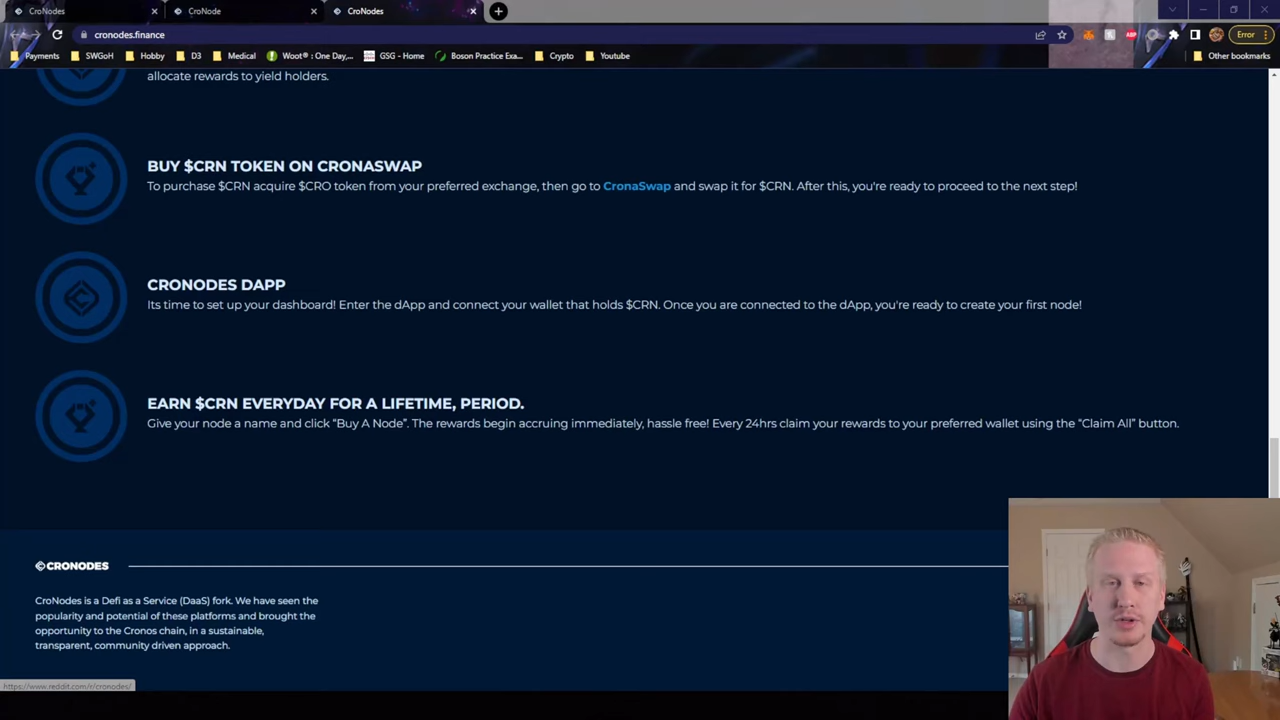 CroNodes
CroNode
CroNodes
cronodes.finance
Error
Payments
SWGoH
Hobby
D3
Medical
Woot® : One Day,...
GSG - Home
Boson Practice Exa...
Crypto
Youtube
Other bookmarks
allocate rewards to yield holders.
BUY $CRN TOKEN ON CRONASWAP
To purchase $CRN acquire $CRO token from your preferred exchange, then go to CronaSwap and swap it for $CRN. After this, you're ready to proceed to the next step!
CRONODES DAPP
Its time to set up your dashboard! Enter the dApp and connect your wallet that holds $CRN. Once you are connected to the dApp, you're ready to create your first node!
EARN $CRN EVERYDAY FOR A LIFETIME, PERIOD.
Give your node a name and click “Buy A Node”. The rewards begin accruing immediately, hassle free! Every 24hrs claim your rewards to your preferred wallet using the “Claim All” button.
CRONODES
CroNodes is a Defi as a Service (DaaS) fork. We have seen the
popularity and potential of these platforms and brought the
opportunity to the Cronos chain, in a sustainable,
transparent, community driven approach.
https://www.reddit.com/r/cronodes/